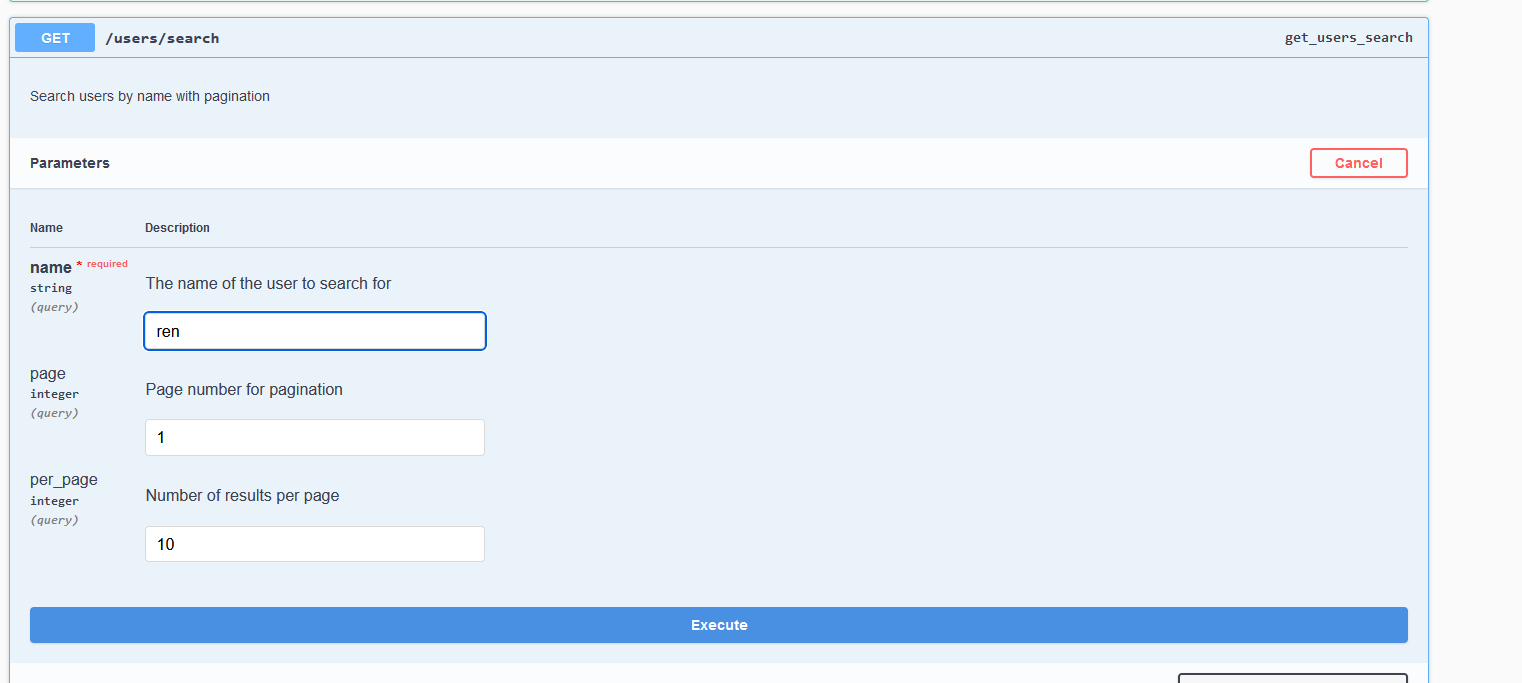 GET /users/search get_users_search
Search users by name with pagination
Parameters Cancel
Name Description
name * required
string
(query)
The name of the user to search for
ren
page
integer
(query)
Page number for pagination
1
per_page
integer
(query)
Number of results per page
10
Execute